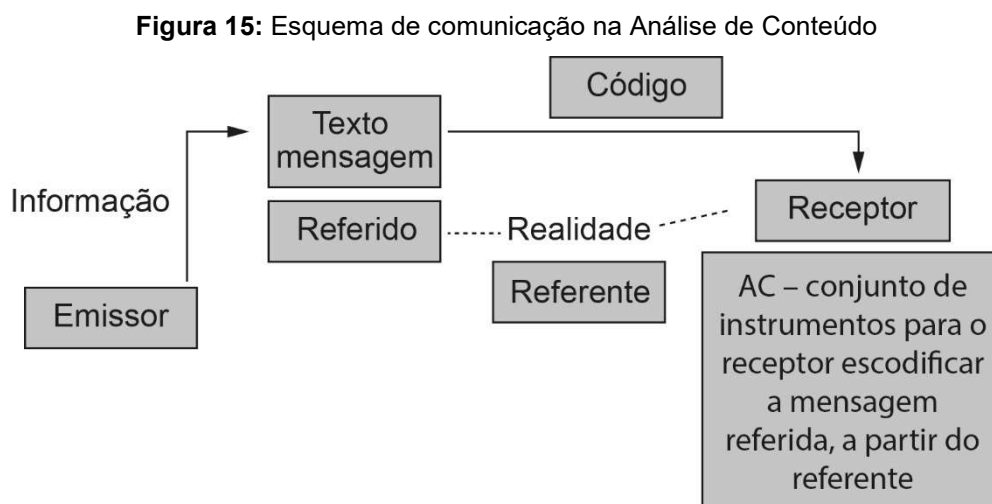 Figura 15: Esquema de comunicação na Análise de Conteúdo
Código
Texto
mensagem
Informação
Receptor
Referido
Realidade
Referente
Emissor
AC – conjunto de
instrumentos para o
receptor escodificar
a mensagem
referida, a partir do
referente